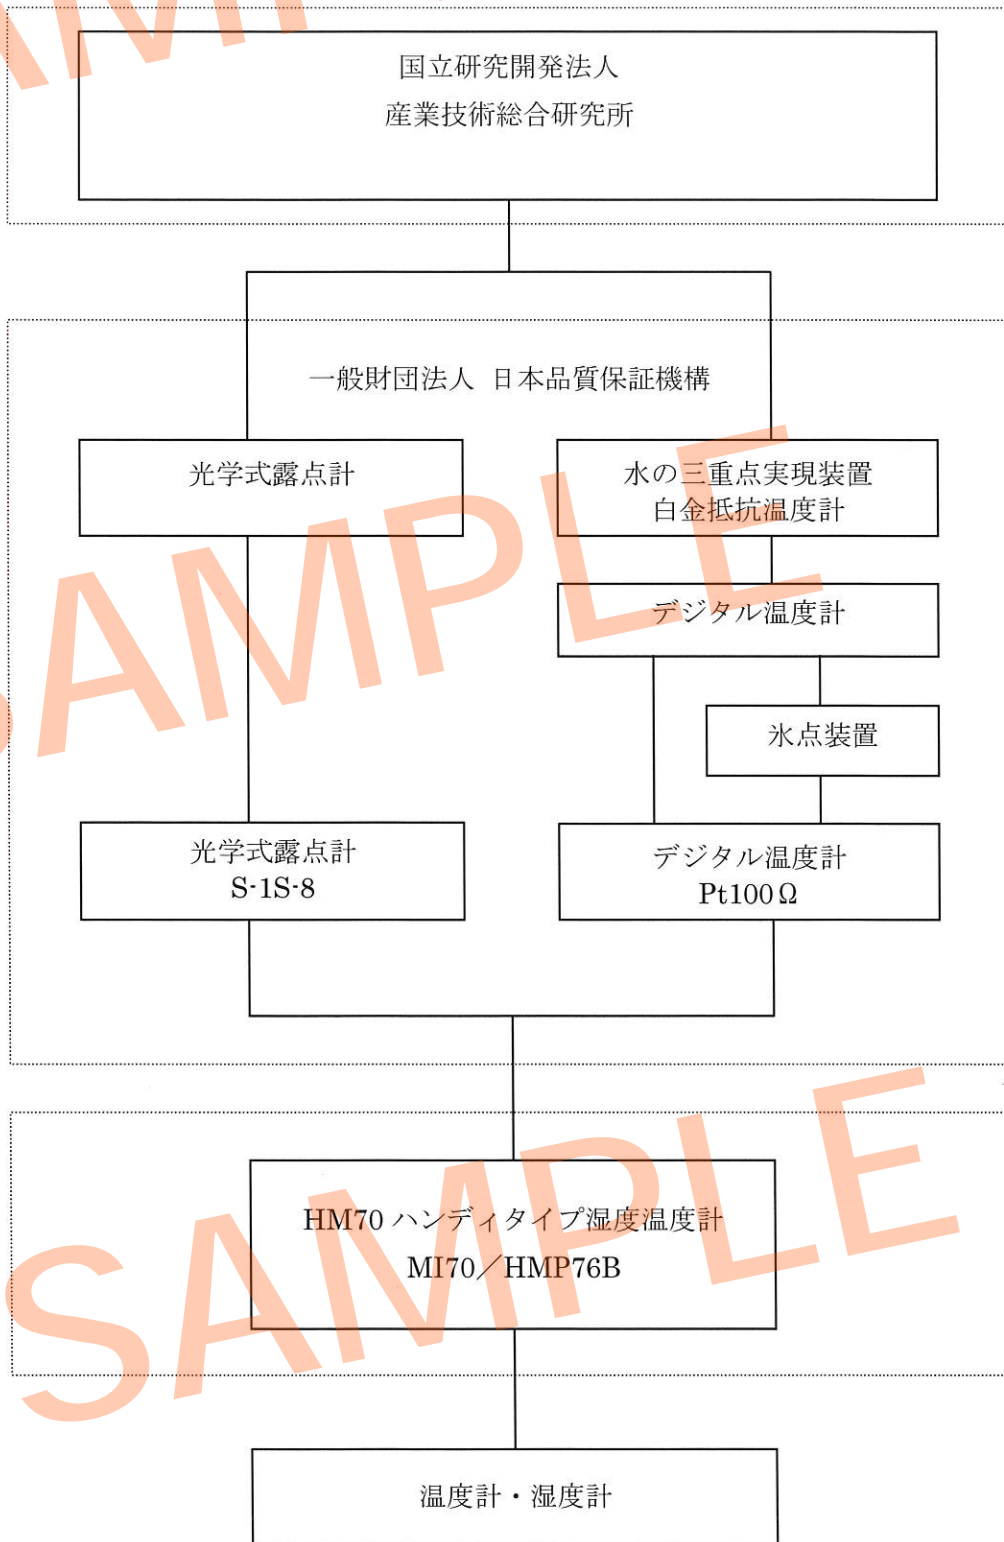 国立研究開発法人
産業技術総合研究所
一般財団法人 日本品質保証機構
光学式露点計
水の三重点実現装置
白金抵抗温度計
デジタル温度計
氷点装置
光学式露点計
S-1S-8
デジタル温度計
Pt100Ω
HM70 ハンディタイプ湿度温度計
MI70／HMP76B
温度計・湿度計
SAMPLE
SAMPLE